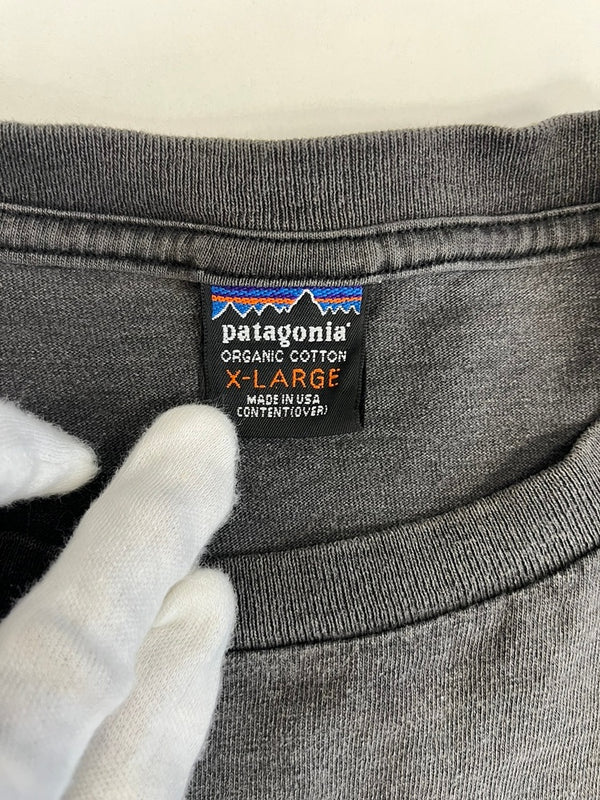 patagonia
ORGANIC COTTON
X-LARGE
MADE IN USA
CONTENT(OVER)